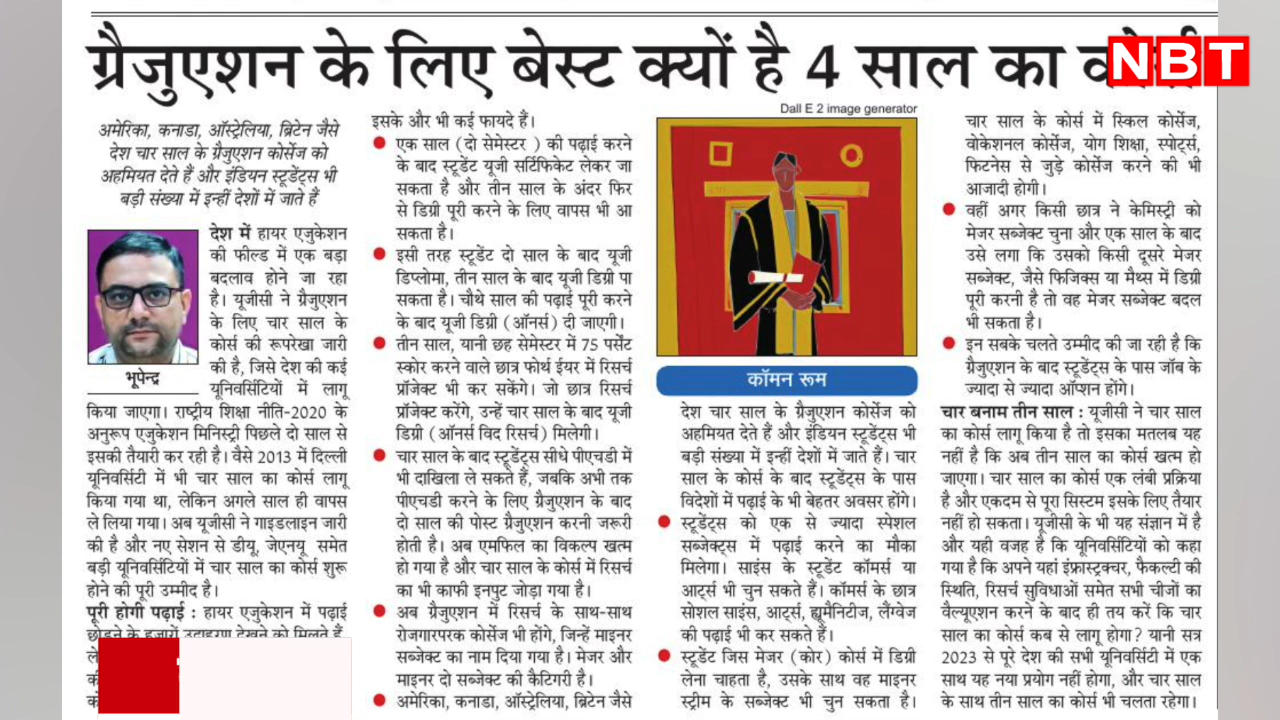 ग्रैजुएशन के लिए बेस्ट क्यों है 4 साल का
NBT
अमेरिका, कनाडा, ऑस्ट्रेलिया, ब्रिटेन जैसे
देश चार साल के ग्रैजुएशन कोर्सेज को
अहमियत देते हैं और इंडियन स्टूडेंट्स भी
बड़ी संख्या में इन्हीं देशों में जाते हैं
भूपेन्द्र
देश में हायर एजुकेशन
की फील्ड में एक बड़ा
बदलाव होने जा रहा
है। यूजीसी ने ग्रैजुएशन
के लिए चार साल के
कोर्स की रूपरेखा जारी
की है, जिसे देश की कई
यूनिवर्सिटियों में लागू
किया जाएगा। राष्ट्रीय शिक्षा नीति-2020 के
अनुरूप एजुकेशन मिनिस्ट्री पिछले दो साल से
इसकी तैयारी कर रही है। वैसे 2013 में दिल्ली
यूनिवर्सिटी में भी चार साल का कोर्स लागू
किया गया था, लेकिन अगले साल ही वापस
ले लिया गया। अब यूजीसी ने गाइडलाइन जारी
की है और नए सेशन से डीयू, जेएनयू समेत
बड़ी यूनिवर्सिटियों में चार साल का कोर्स शुरू
होने की पूरी उम्मीद है।
पूरी होगी पढ़ाई : हायर एजुकेशन में पढ़ाई
छोड़ने के हजारों उदाहरण देखने को मिलते हैं,
इसके और भी कई फायदे हैं।
● एक साल (दो सेमेस्टर ) की पढ़ाई करने
के बाद स्टूडेंट यूजी सर्टिफिकेट लेकर जा
सकता है और तीन साल के अंदर फिर
से डिग्री पूरी करने के लिए वापस भी आ
सकता है।
● इसी तरह स्टूडेंट दो साल के बाद यूजी
डिप्लोमा, तीन साल के बाद यूजी डिग्री पा
सकता है। चौथे साल की पढ़ाई पूरी करने
के बाद यूजी डिग्री (ऑनर्स) दी जाएगी।
● तीन साल, यानी छह सेमेस्टर में 75 पर्सेंट
स्कोर करने वाले छात्र फोर्थ ईयर में रिसर्च
प्रॉजेक्ट भी कर सकेंगे। जो छात्र रिसर्च
प्रॉजेक्ट करेंगे, उन्हें चार साल के बाद यूजी
डिग्री (ऑनर्स विद रिसर्च) मिलेगी।
● चार साल के बाद स्टूडेंट्स सीधे पीएचडी में
भी दाखिला ले सकते हैं, जबकि अभी तक
पीएचडी करने के लिए ग्रैजुएशन के बाद
दो साल की पोस्ट ग्रैजुएशन करनी जरूरी
होती है। अब एमफिल का विकल्प खत्म
हो गया है और चार साल के कोर्स में रिसर्च
का भी काफी इनपुट जोड़ा गया है।
● अब ग्रैजुएशन में रिसर्च के साथ-साथ
रोजगारपरक कोर्सेज भी होंगे, जिन्हें माइनर
सब्जेक्ट का नाम दिया गया है। मेजर और
माइनर दो सब्जेक्ट की कैटिगरी है।
● अमेरिका, कनाडा, ऑस्ट्रेलिया, ब्रिटेन जैसे
Dall E 2 image generator
कॉमन रूम
देश चार साल के ग्रैजुएशन कोर्सेज को
अहमियत देते हैं और इंडियन स्टूडेंट्स भी
बड़ी संख्या में इन्हीं देशों में जाते हैं। चार
साल के कोर्स के बाद स्टूडेंट्स के पास
विदेशों में पढ़ाई के भी बेहतर अवसर होंगे।
● स्टूडेंट्स को एक से ज्यादा स्पेशल
सब्जेक्ट्स में पढ़ाई करने का मौका
मिलेगा। साइंस के स्टूडेंट कॉमर्स या
आर्ट्स भी चुन सकते हैं। कॉमर्स के छात्र
सोशल साइंस, आर्ट्स, ह्यूमैनिटीज, लैंग्वेज
की पढ़ाई भी कर सकते हैं।
● स्टूडेंट जिस मेजर (कोर) कोर्स में डिग्री
लेना चाहता है, उसके साथ वह माइनर
स्ट्रीम के सब्जेक्ट भी चुन सकता है।
चार साल के कोर्स में स्किल कोर्सेज,
वोकेशनल कोर्सेज, योग शिक्षा, स्पोर्ट्स,
फिटनेस से जुड़े कोर्सेज करने की भी
आजादी होगी।
● वहीं अगर किसी छात्र ने केमिस्ट्री को
मेजर सब्जेक्ट चुना और एक साल के बाद
उसे लगा कि उसको किसी दूसरे मेजर
सब्जेक्ट, जैसे फिजिक्स या मैथ्स में डिग्री
पूरी करनी है तो वह मेजर सब्जेक्ट बदल
भी सकता है।
● इन सबके चलते उम्मीद की जा रही है कि
ग्रैजुएशन के बाद स्टूडेंट्स के पास जॉब के
ज्यादा से ज्यादा ऑप्शन होंगे।
चार बनाम तीन साल : यूजीसी ने चार साल
का कोर्स लागू किया है तो इसका मतलब यह
नहीं है कि अब तीन साल का कोर्स खत्म हो
जाएगा। चार साल का कोर्स एक लंबी प्रक्रिया
है और एकदम से पूरा सिस्टम इसके लिए तैयार
नहीं हो सकता। यूजीसी के भी यह संज्ञान में है
और यही वजह है कि यूनिवर्सिटियों को कहा
गया है कि अपने यहां इंफ्रास्ट्रक्चर, फैकल्टी की
स्थिति, रिसर्च सुविधाओं समेत सभी चीजों का
वैल्यूएशन करने के बाद ही तय करें कि चार
साल का कोर्स कब से लागू होगा? यानी सत्र
2023 से पूरे देश की सभी यूनिवर्सिटी में एक
साथ यह नया प्रयोग नहीं होगा, और चार साल
के साथ तीन साल का कोर्स भी चलता रहेगा।